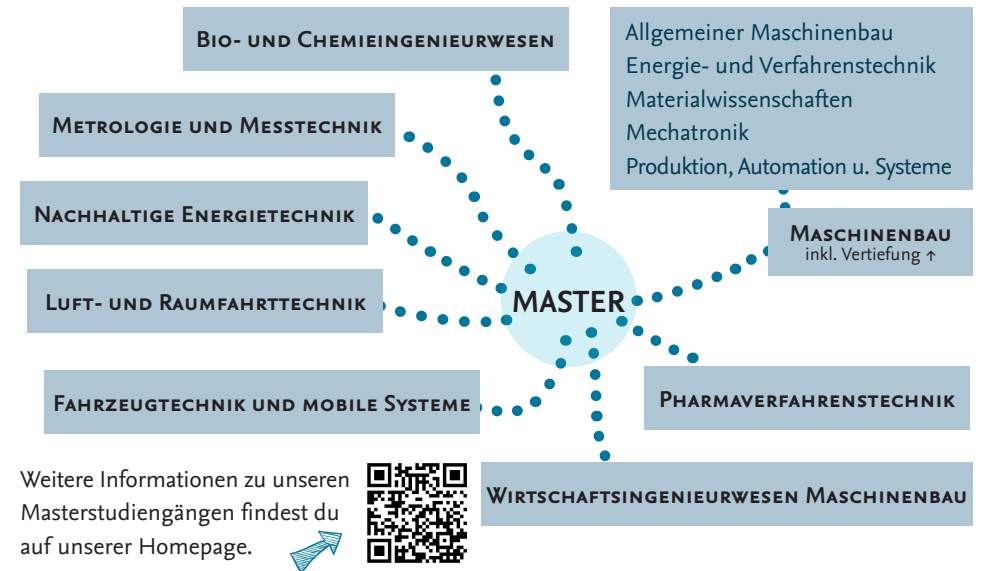 Bio- und Chemieingenieurwesen
Allgemeiner Maschinenbau
Energie- und Verfahrenstechnik
Materialwissenschaften
Mechatronik
Produktion, Automation u. Systeme
Metrologie und Messtechnik
Nachhaltige Energietechnik
Maschinenbau
inkl. Vertiefung ↑
Luft- und Raumfahrttechnik
MASTER
Fahrzeugtechnik und mobile Systeme
Pharmaverfahrenstechnik
Wirtschaftsingenieurwesen Maschinenbau
Weitere Informationen zu unseren
Masterstudiengängen findest du
auf unserer Homepage.